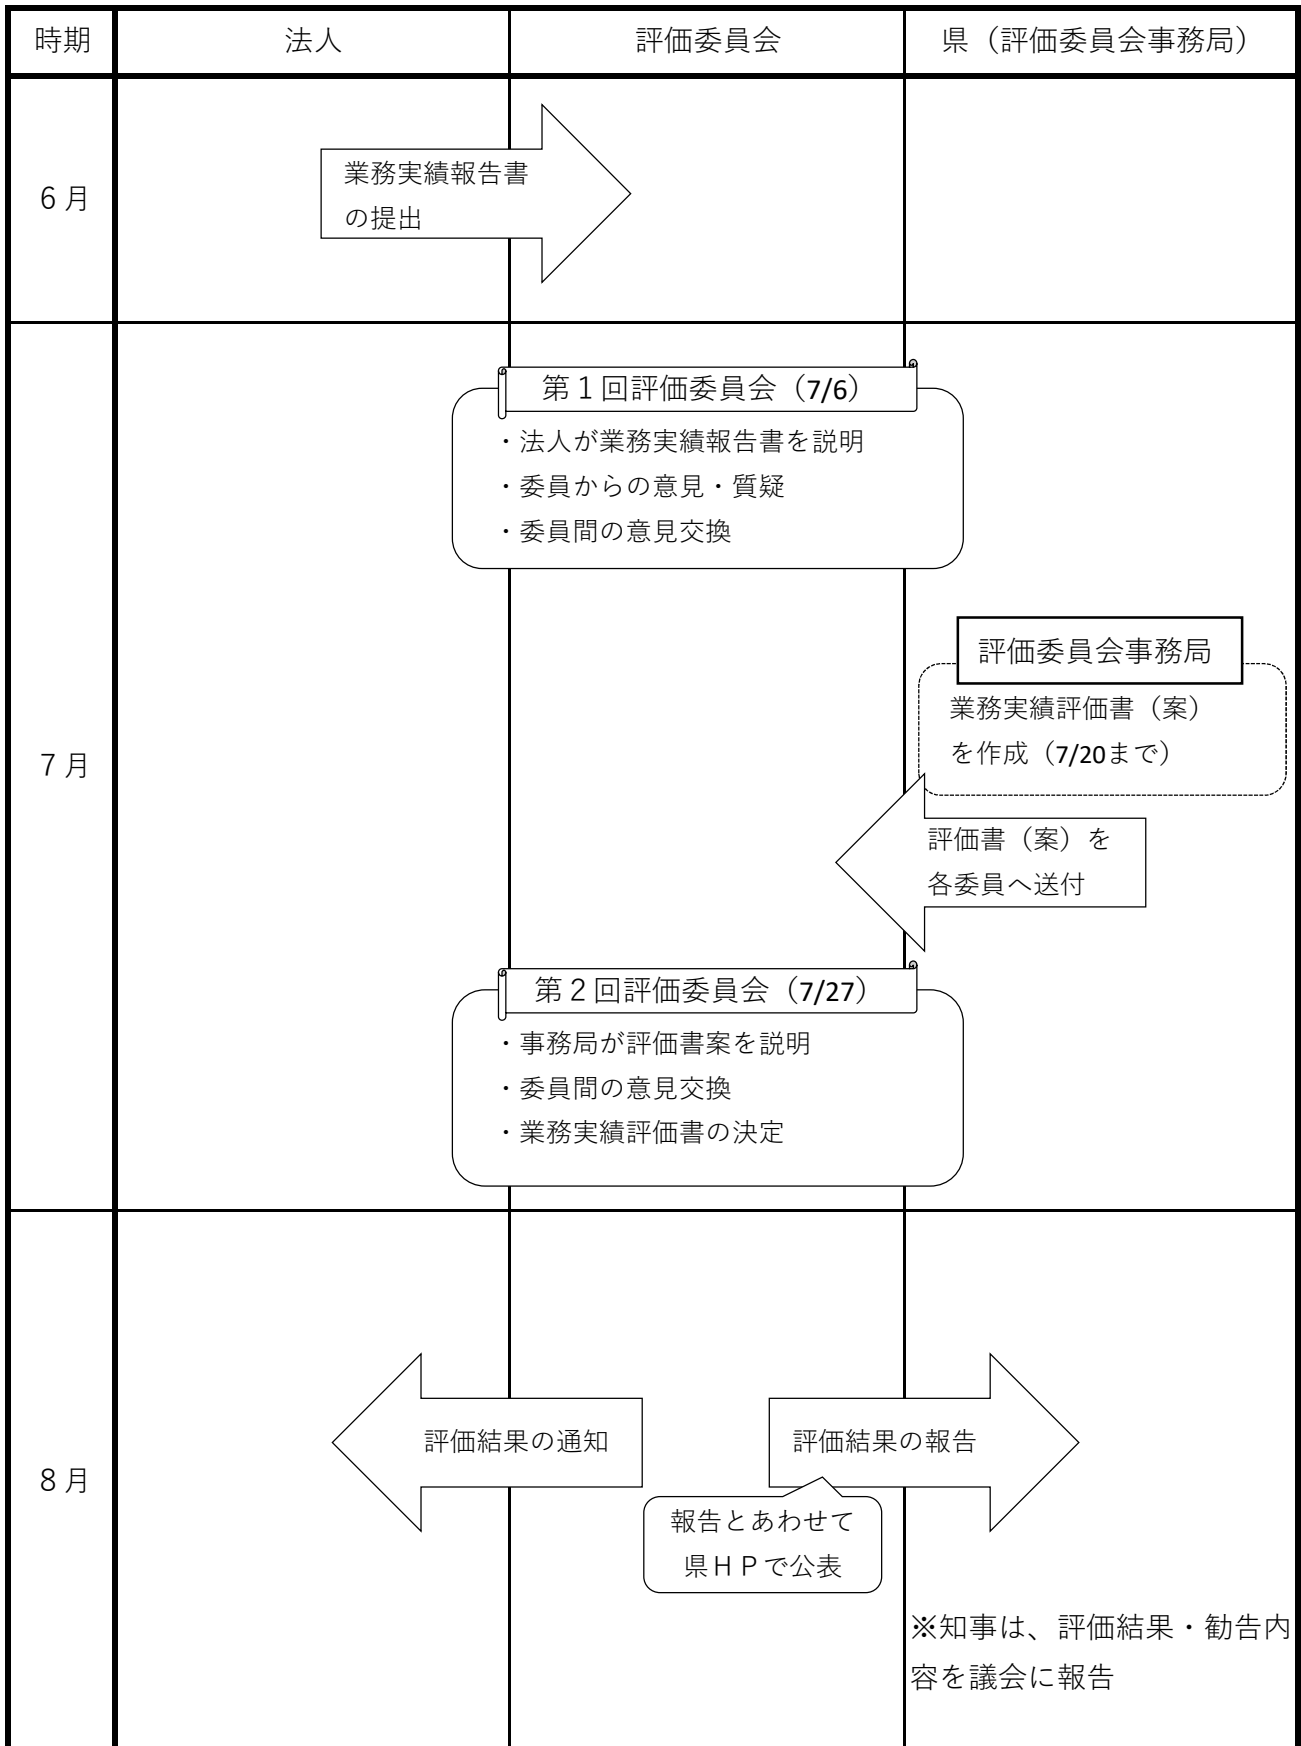 時期
法人
評価委員会
県（評価委員会事務局）
6月
業務実績報告書
の提出
7月
第１回評価委員会（7/6）
・法人が業務実績報告書を説明
・委員からの意見・質疑
・委員間の意見交換
評価委員会事務局
業務実績評価書（案）
を作成（7/20まで）
評価書（案）を
各委員へ送付
第２回評価委員会（7/27）
・事務局が評価書案を説明
・委員間の意見交換
・業務実績評価書の決定
8月
評価結果の通知
評価結果の報告
報告とあわせて
県ＨＰで公表
※知事は、評価結果・勧告内
容を議会に報告